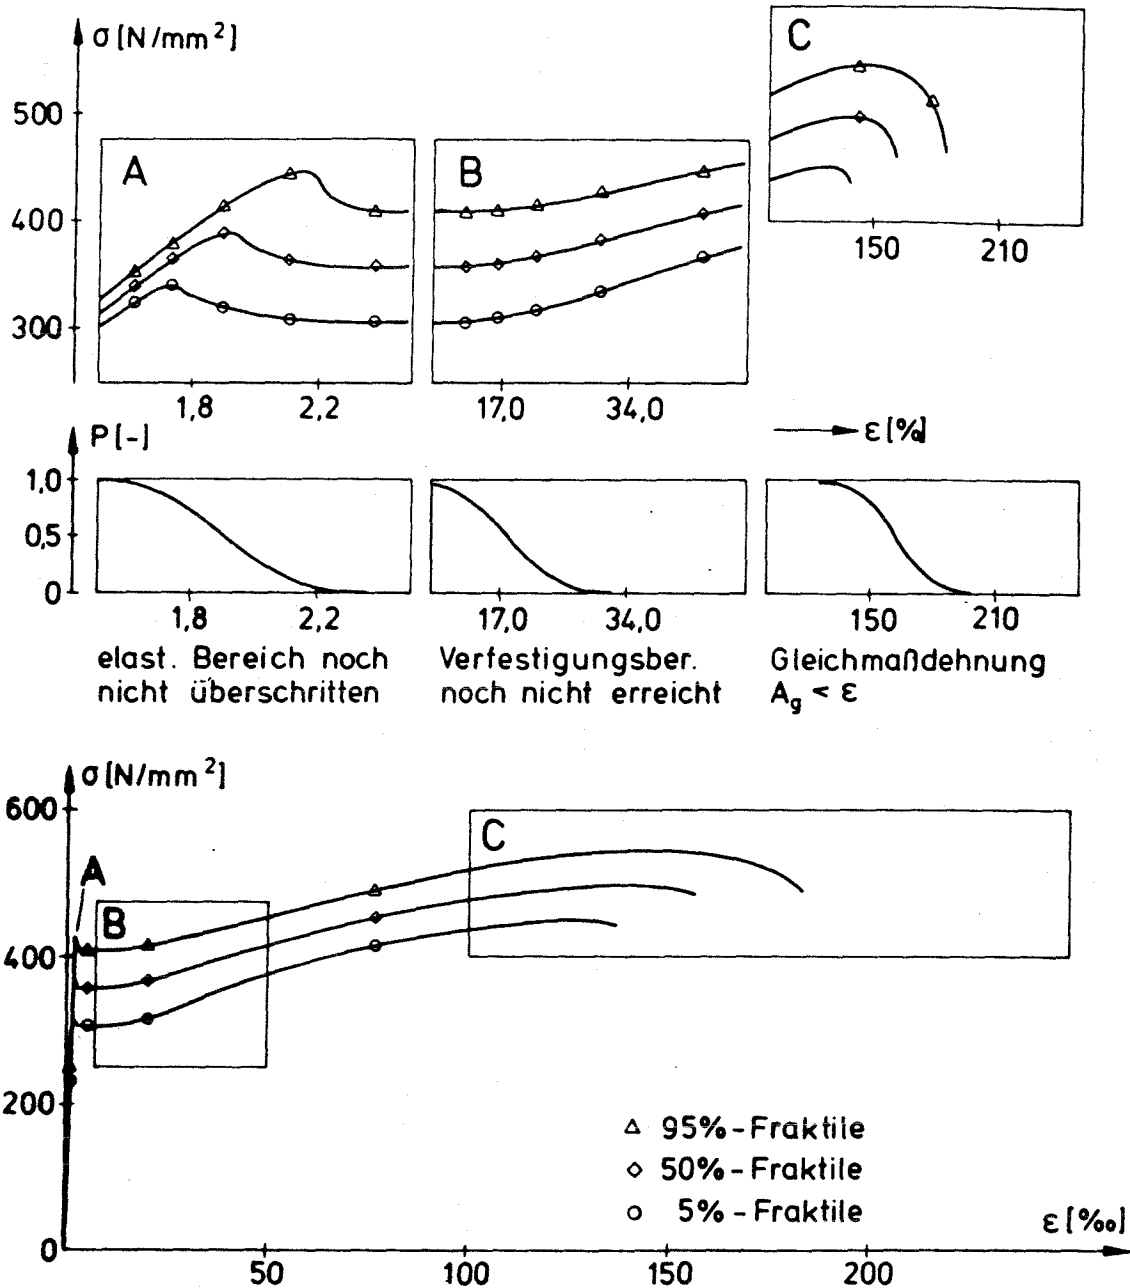 σ [N/mm²]
C
500
A
B
400
150 210
300
1,8 2,2 17,0 34,0
P [-]
ε [‰]
1,0
0,5
0
1,8 2,2 17,0 34,0 150 210
elast. Bereich noch
nicht überschritten
Verfestigungsber.
noch nicht erreicht
Gleichmaßdehnung
A_g < ε
σ [N/mm²]
600
C
A
B
400
200
△ 95% - Fraktile
◇ 50% - Fraktile
○ 5% - Fraktile
ε [‰]
0
50 100 150 200